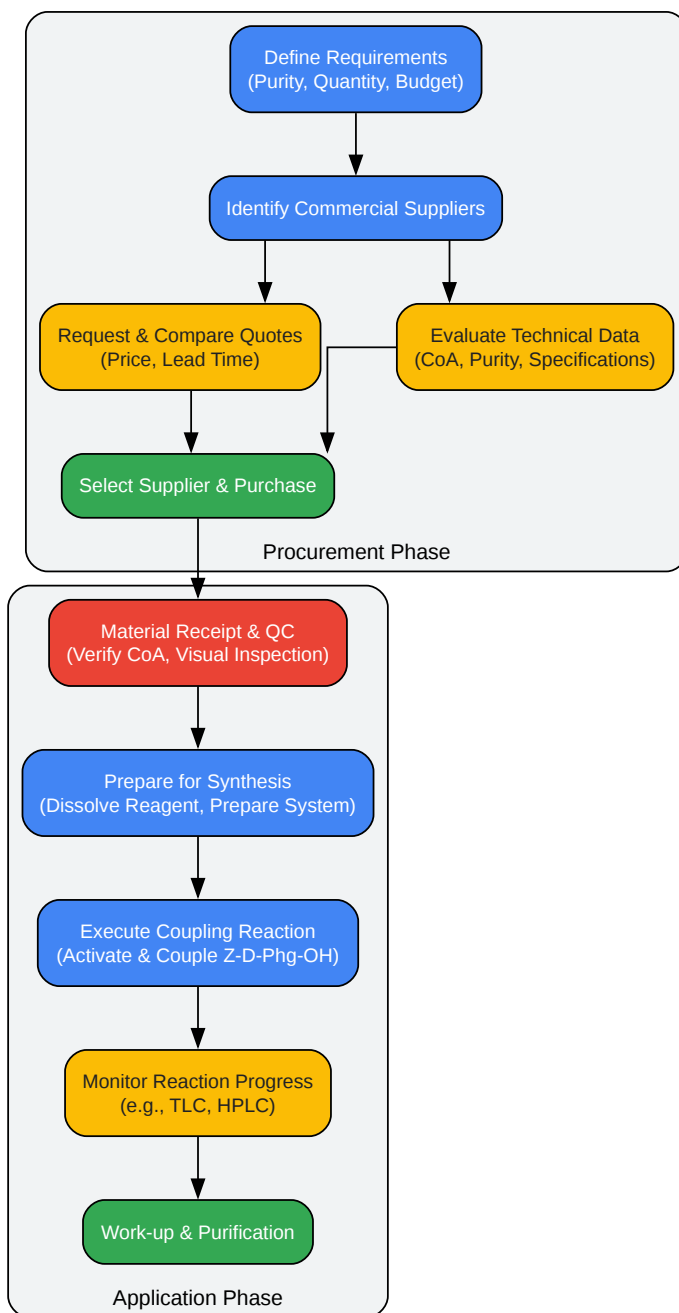 Define Requirements
(Purity, Quantity, Budget)
Identify Commercial Suppliers
Request & Compare Quotes
(Price, Lead Time)
Evaluate Technical Data
(CoA, Purity, Specifications)
Select Supplier & Purchase
Procurement Phase
Material Receipt & QC
(Verify CoA, Visual Inspection)
Prepare for Synthesis
(Dissolve Reagent, Prepare System)
Execute Coupling Reaction
(Activate & Couple Z-D-Phg-OH)
Monitor Reaction Progress
(e.g., TLC, HPLC)
Work-up & Purification
Application Phase